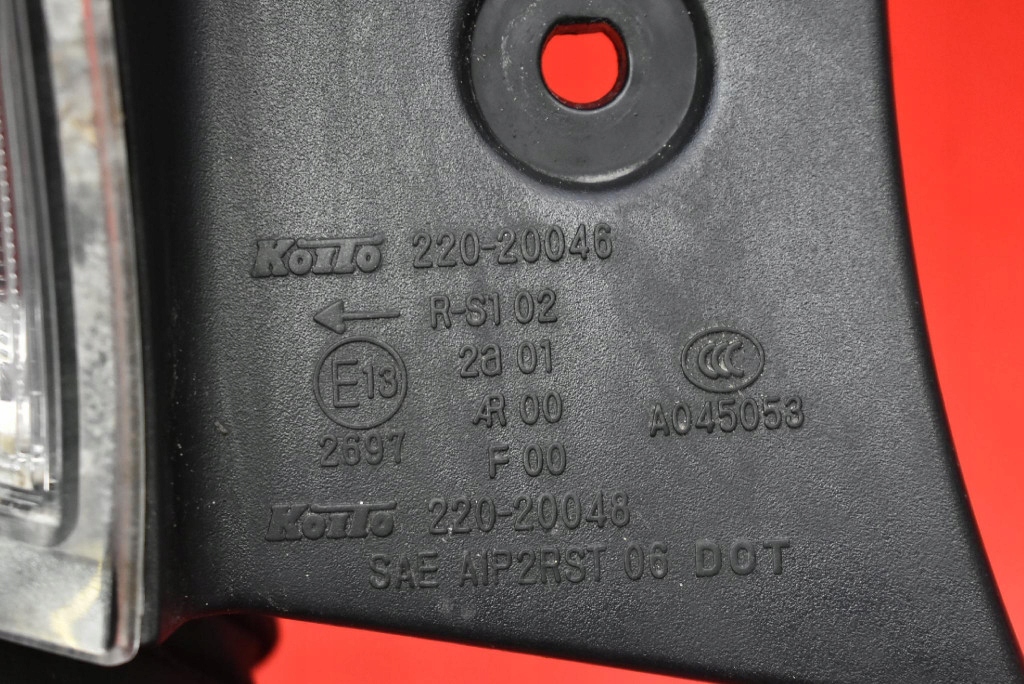 KoITo 220-20046
← R-S1 02
2a 01
E13
AR 00
2697
F 00
CCC
A045053
KoITo 220-20048
SAE AIP2RST 06 DOT